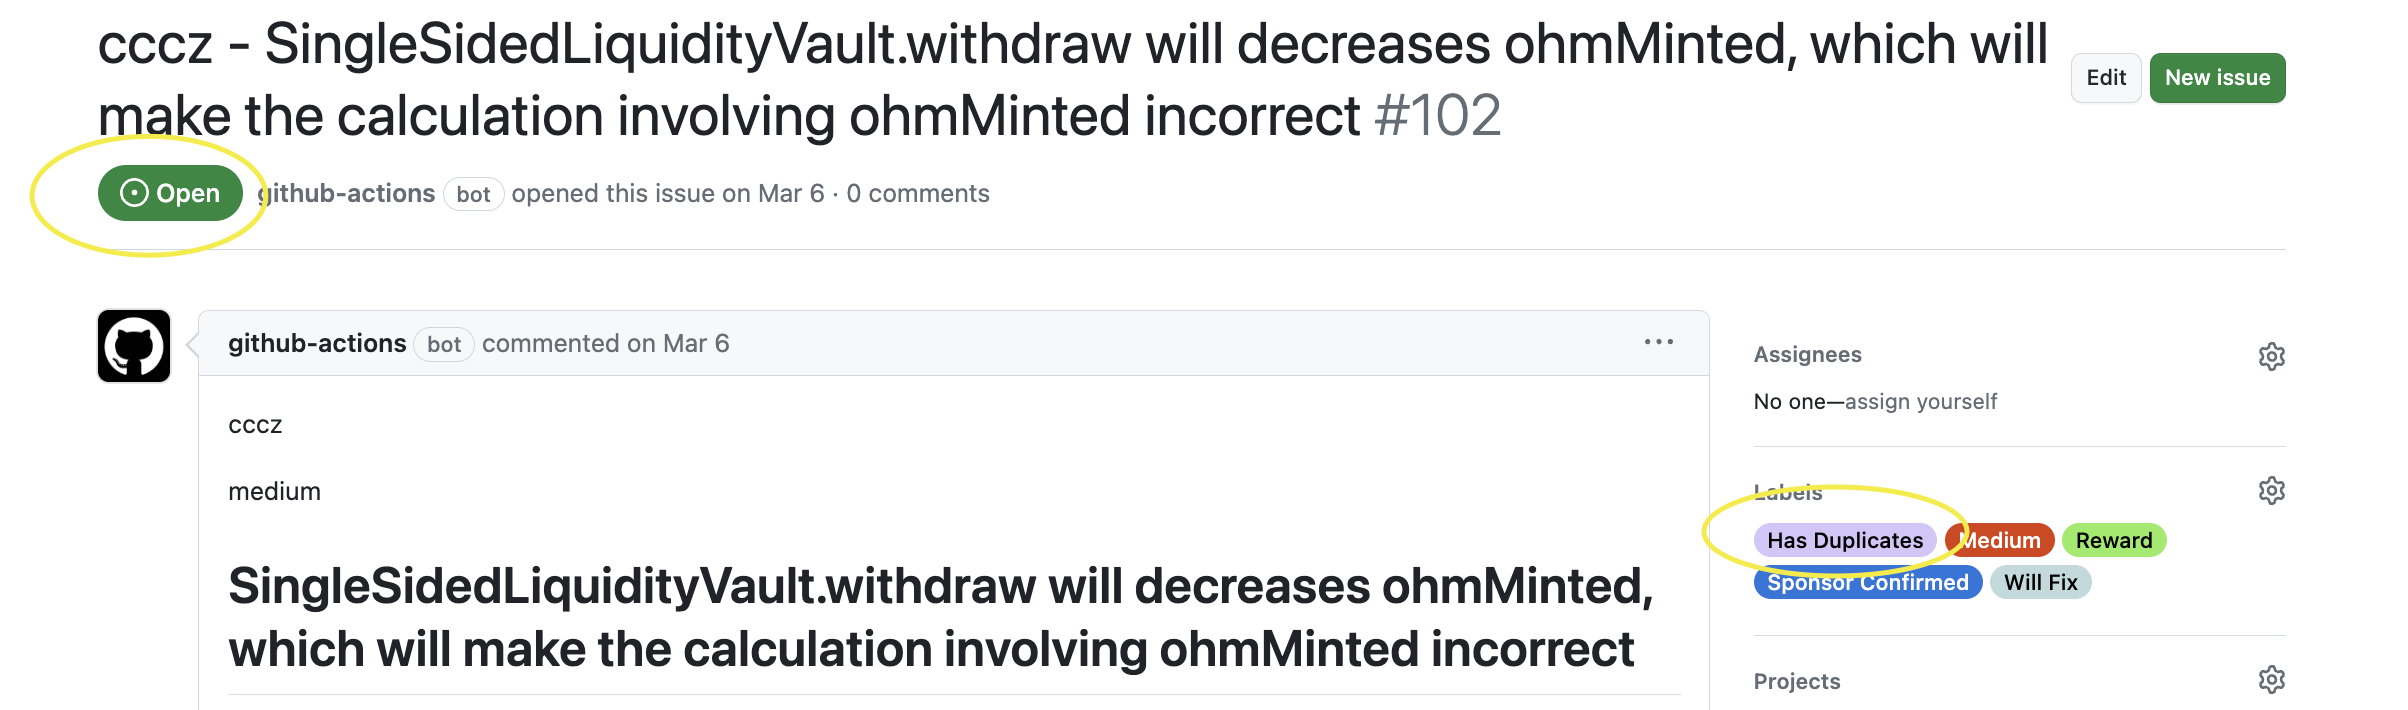 cccz - SingleSidedLiquidityVault.withdraw will decreases ohmMinted, which will
make the calculation involving ohmMinted incorrect #102
Edit
New issue
Open
github-actions bot opened this issue on Mar 6 · 0 comments
github-actions bot commented on Mar 6
cccz
medium
SingleSidedLiquidityVault.withdraw will decreases ohmMinted,
which will make the calculation involving ohmMinted incorrect
Assignees
No one—assign yourself
Labels
Has Duplicates Medium Reward
Sponsor Confirmed Will Fix
Projects